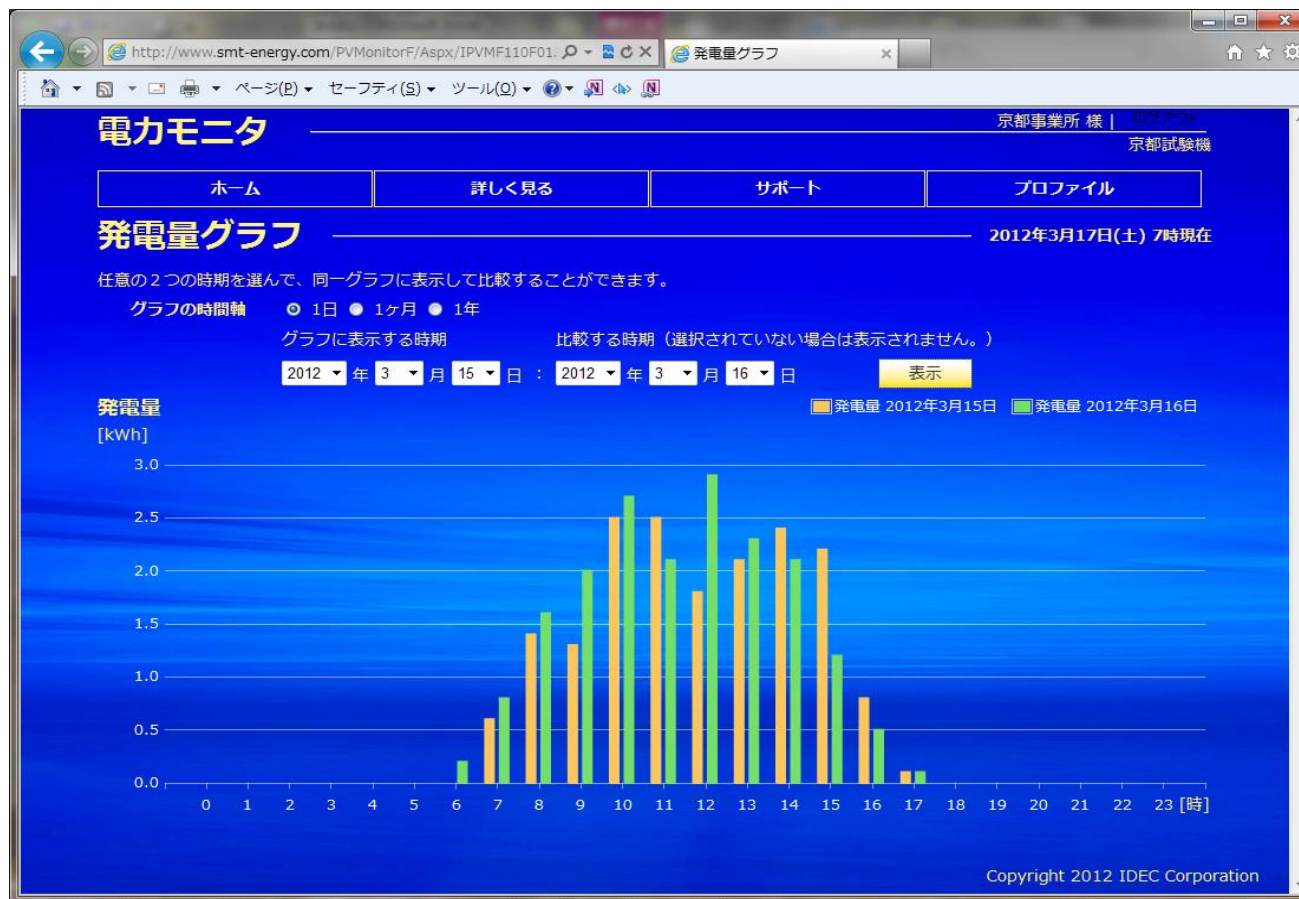 http://www.smt-energy.com/PVMonitorF/Aspx/IPVMF110F01.
発電量グラフ
ページ(P) セーフティ(S) ツール(O)
電力モニタ
京都事業所 様 | ログアウト
京都試験機
ホーム 詳しく見る サポート プロファイル
発電量グラフ
2012年3月17日(土) 7時現在
任意の2つの時期を選んで、同一グラフに表示して比較することができます。
グラフの時間軸 1日 1ヶ月 1年
グラフに表示する時期 比較する時期(選択されていない場合は表示されません。)
2012 年 3 月 15 日 : 2012 年 3 月 16 日 表示
発電量
発電量 2012年3月15日 発電量 2012年3月16日
[kWh]
3.0
2.5
2.0
1.5
1.0
0.5
0.0
0 1 2 3 4 5 6 7 8 9 10 11 12 13 14 15 16 17 18 19 20 21 22 23 [時]
Copyright 2012 IDEC Corporation